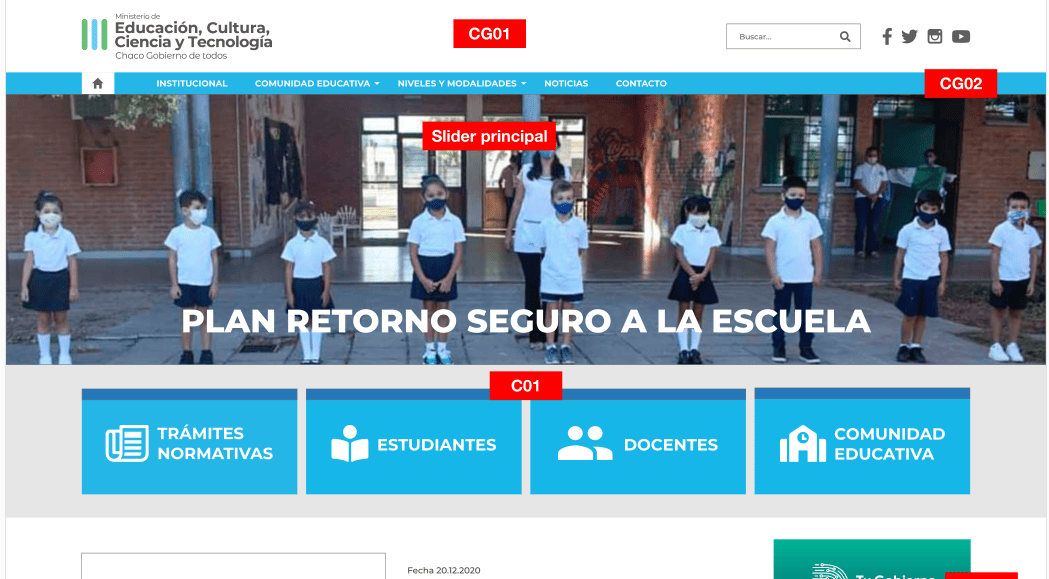 Ministerio de
Educación, Cultura,
Ciencia y Tecnología
Chaco Gobierno de todos
CG01
Buscar...
INSTITUCIONAL
COMUNIDAD EDUCATIVA
NIVELES Y MODALIDADES
NOTICIAS
CONTACTO
CG02
Slider principal
PLAN RETORNO SEGURO A LA ESCUELA
C01
TRÁMITES
NORMATIVAS
ESTUDIANTES
DOCENTES
COMUNIDAD
EDUCATIVA
Fecha 20.12.2020
Tu Gobierno